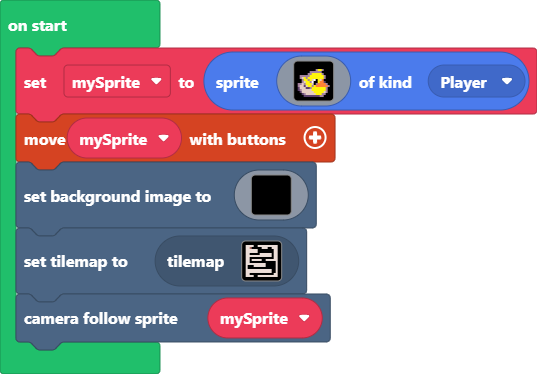 on start
set mySprite to sprite of kind Player
move mySprite with buttons
set background image to
set tilemap to tilemap
camera follow sprite mySprite